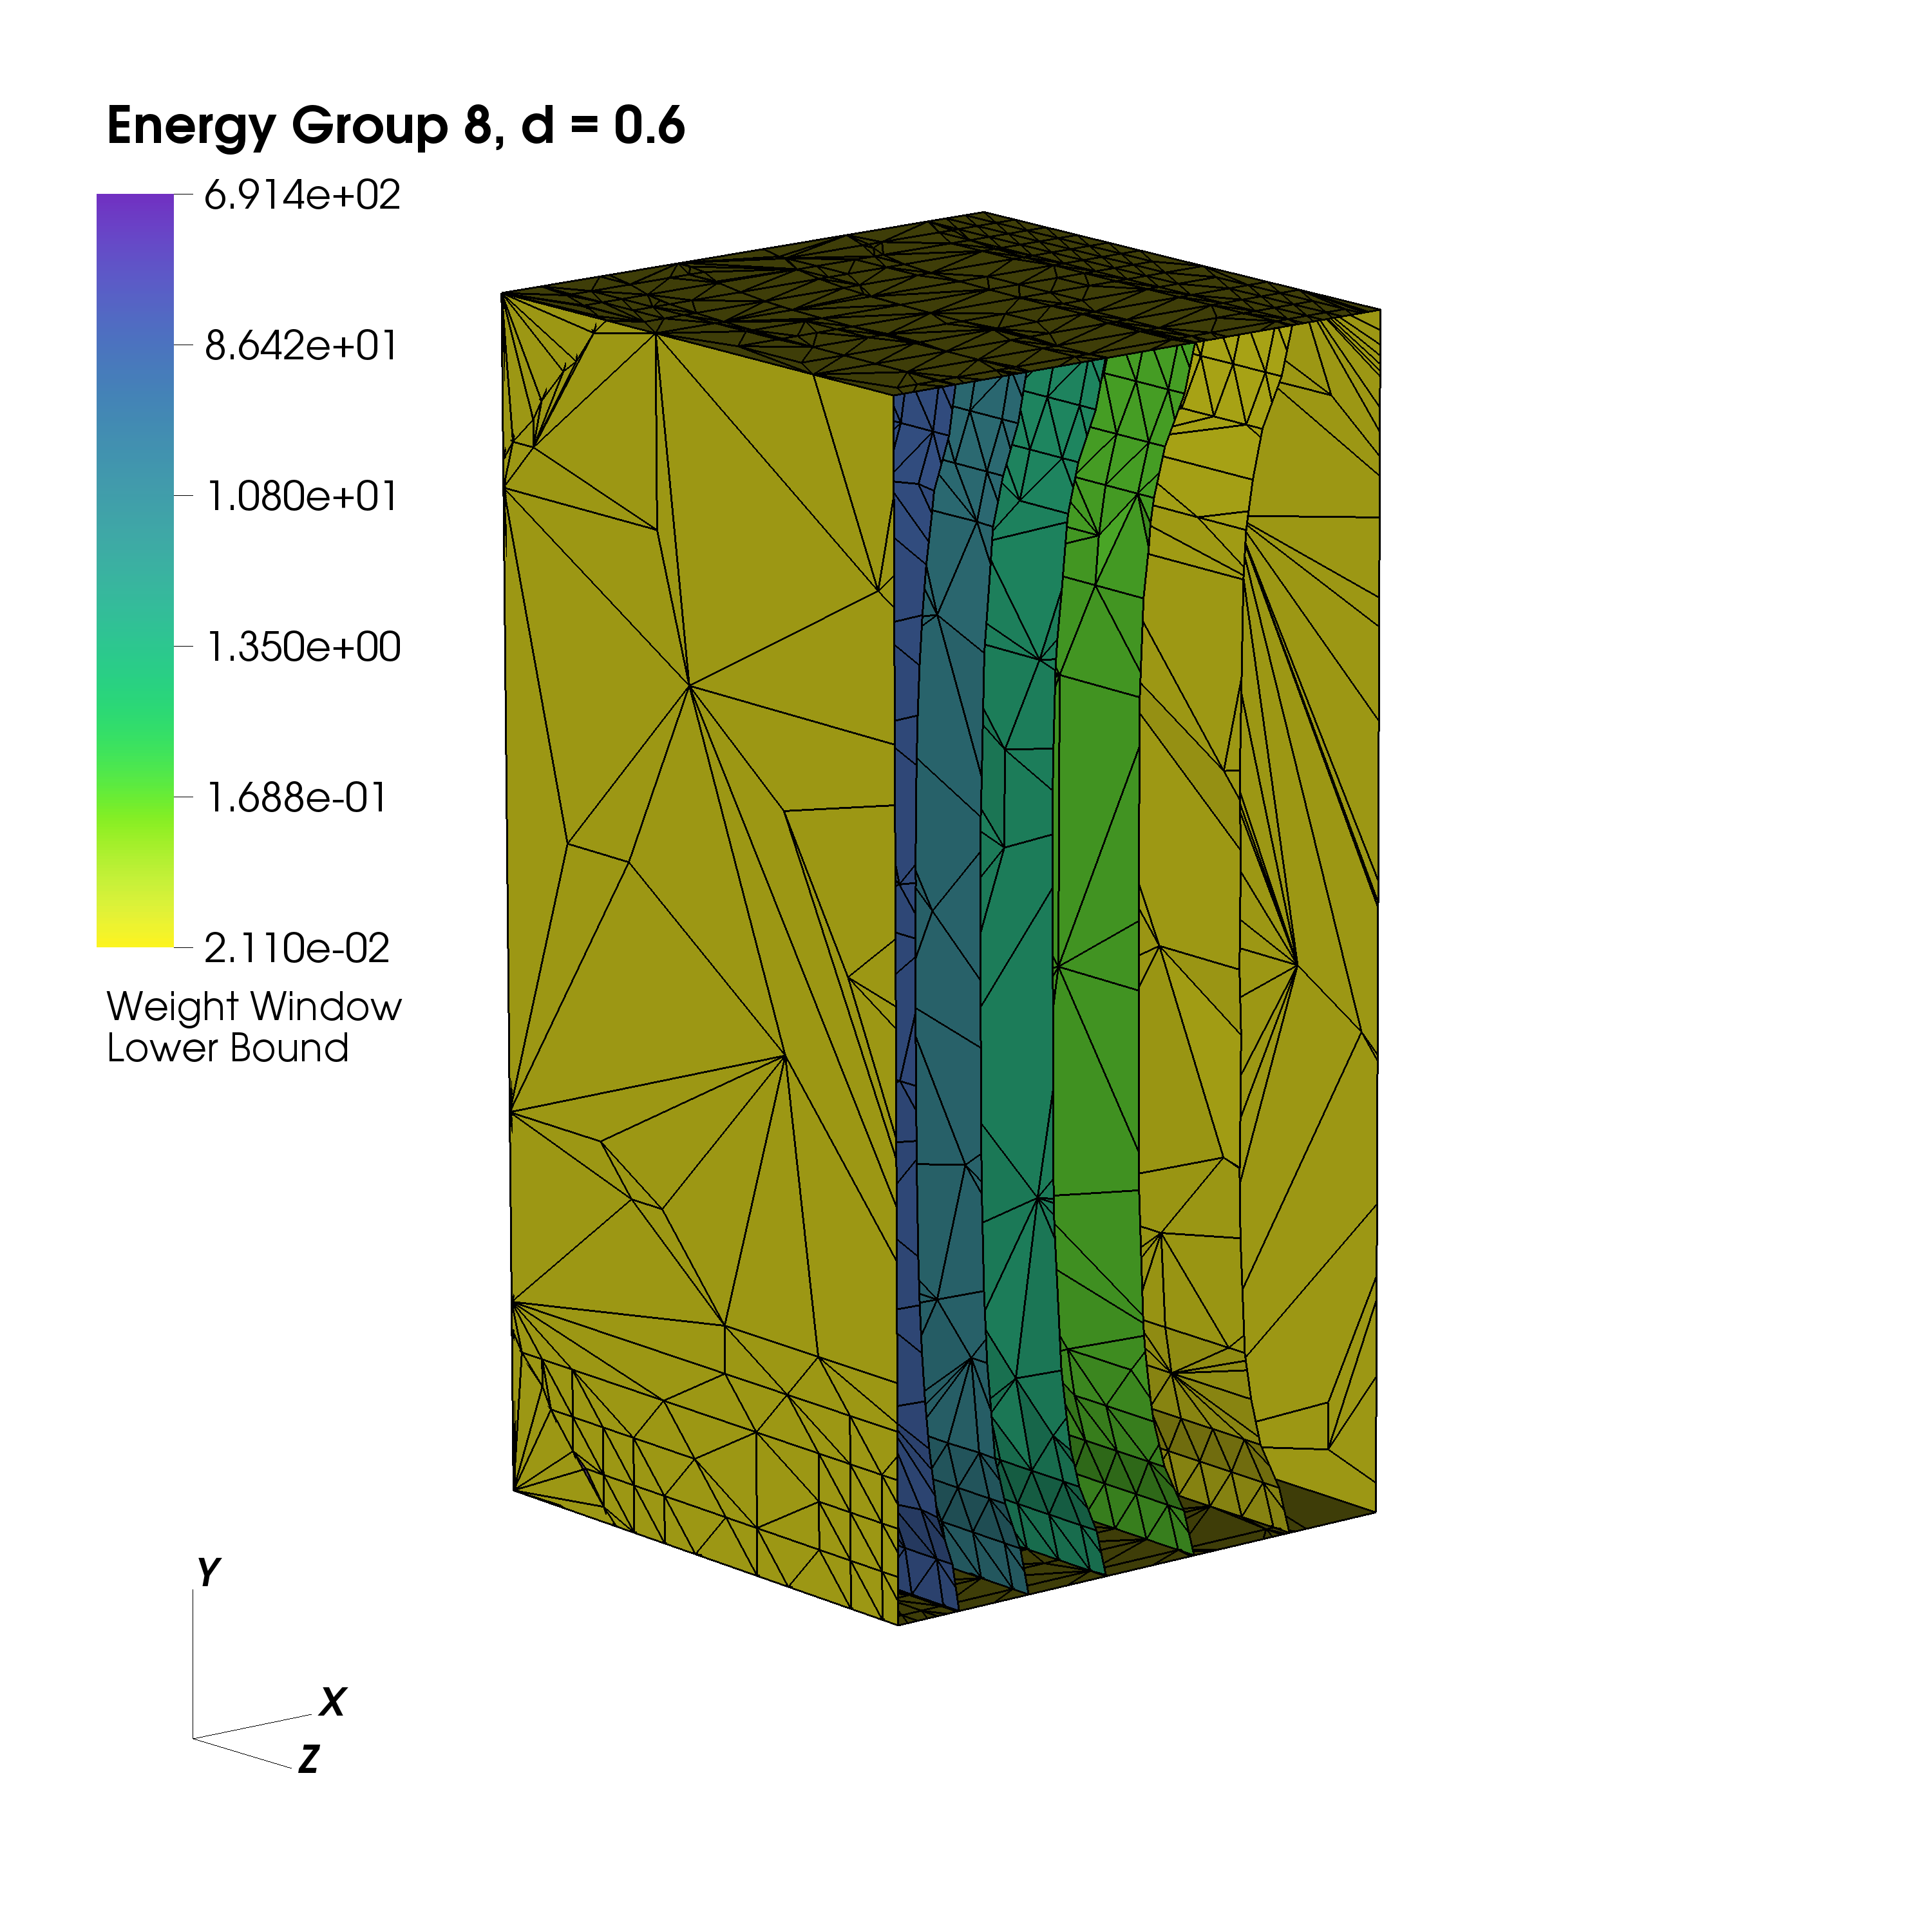 Energy Group 8, d = 0.6
6.914e+02
8.642e+01
1.080e+01
1.350e+00
1.688e-01
2.110e-02
Weight Window
Lower Bound
Y
X
Z